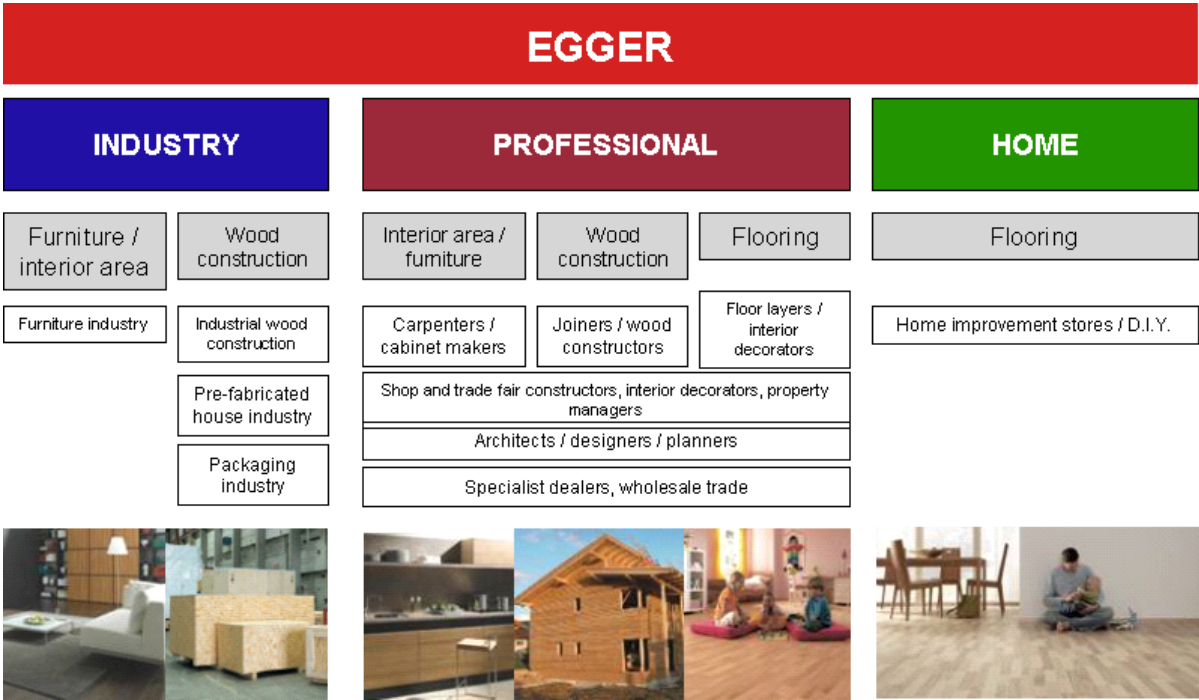 EGGER
INDUSTRY
PROFESSIONAL
HOME
Furniture /
interior area
Wood
construction
Interior area /
furniture
Wood
construction
Flooring
Flooring
Furniture industry
Industrial wood
construction
Carpenters /
cabinet makers
Joiners / wood
constructors
Floor layers /
interior
decorators
Home improvement stores / D.I.Y.
Pre-fabricated
house industry
Shop and trade fair constructors, interior decorators, property
managers
Architects / designers / planners
Packaging
industry
Specialist dealers, wholesale trade